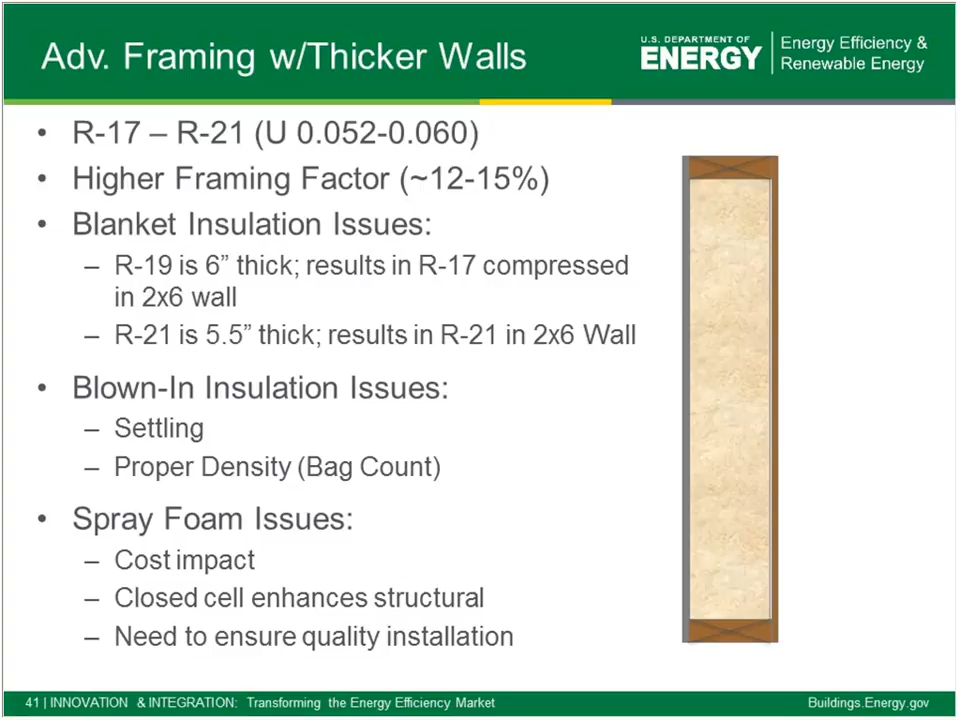 Adv. Framing w/Thicker Walls
U.S. DEPARTMENT OF
ENERGY
Energy Efficiency &
Renewable Energy
• R-17 – R-21 (U 0.052-0.060)
• Higher Framing Factor (~12-15%)
• Blanket Insulation Issues:
– R-19 is 6” thick; results in R-17 compressed
in 2x6 wall
– R-21 is 5.5” thick; results in R-21 in 2x6 Wall
• Blown-In Insulation Issues:
– Settling
– Proper Density (Bag Count)
• Spray Foam Issues:
– Cost impact
– Closed cell enhances structural
– Need to ensure quality installation
41 | INNOVATION & INTEGRATION: Transforming the Energy Efficiency Market
Buildings.Energy.gov